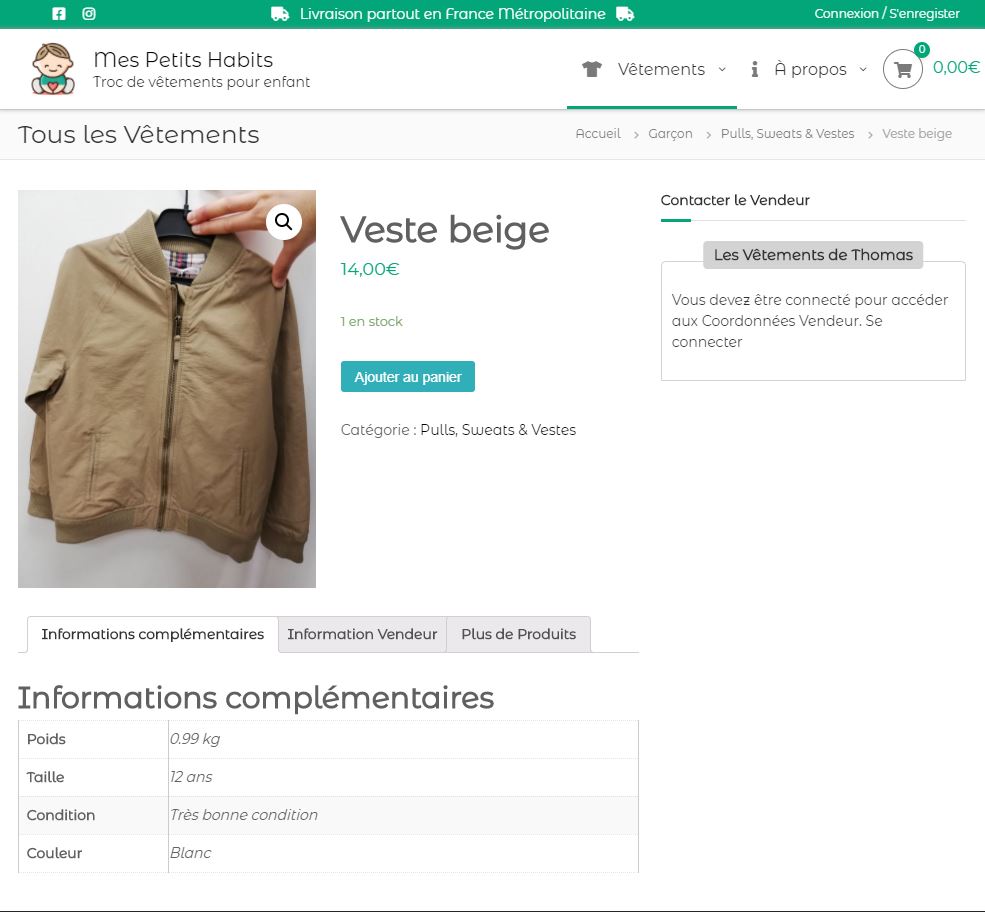 Livraison partout en France Métropolitaine
Connexion / S'enregister
Mes Petits Habits
Troc de vêtements pour enfant
Vêtements
À propos
0
0,00€
Tous les Vêtements
Accueil > Garçon > Pulls, Sweats & Vestes > Veste beige
Veste beige
14,00€
1 en stock
Ajouter au panier
Catégorie : Pulls, Sweats & Vestes
Contacter le Vendeur
Les Vêtements de Thomas
Vous devez être connecté pour accéder
aux Coordonnées Vendeur. Se
connecter
Informations complémentaires
Information Vendeur
Plus de Produits
Informations complémentaires
Poids 0.99 kg
Taille 12 ans
Condition Très bonne condition
Couleur Blanc